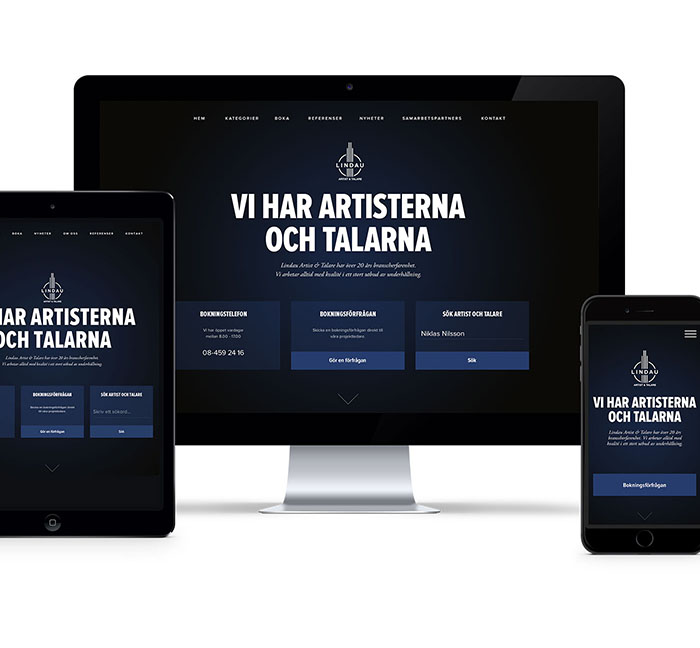 HEM KATEGORIER BOKA REFERENSER NYHETER SAMARBETSPARTNERS KONTAKT
LINDAU
ARTIST & TALARE
VI HAR ARTISTERNA
OCH TALARNA
Lindau Artist & Talare har över 20 års branscherfarenhet.
Vi arbetar alltid med kvalité i ett stort utbud av underhållning.
BOKNINGSTELEFON
Vi har öppet vardagar
mellan 8.00 - 17.00
08-459 24 16
BOKNINGSFÖRFRÅGAN
Skicka en bokningsförfrågan direkt till
våra projektledare.
Gör en förfrågan
SÖK ARTIST OCH TALARE
Niklas Nilsson
Sök
BOKA NYHETER OM OSS REFERENSER KONTAKT
LINDAU
ARTIST & TALARE
HAR ARTISTERNA
OCH TALARNA
Lindau Artist & Talare har över 20 års branscherfarenhet.
Vi arbetar alltid med kvalité i ett stort utbud av underhållning.
BOKNINGSFÖRFRÅGAN
Skicka en bokningsförfrågan direkt
till våra projektledare.
Gör en förfrågan
SÖK ARTIST OCH TALARE
Skriv ett sökord...
Sök
LINDAU
ARTIST & TALARE
VI HAR ARTISTERNA
OCH TALARNA
Lindau Artist & Talare har över 20 års
branscherfarenhet. Vi arbetar alltid med
kvalité i ett stort utbud av underhållning.
Bokningsförfrågan